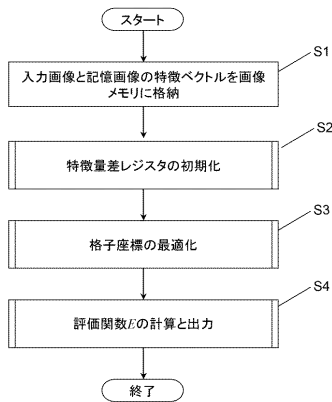 スタート
S1
入力画像と記憶画像の特徴ベクトルを画像
メモリに格納
S2
特徴量差レジスタの初期化
S3
格子座標の最適化
S4
評価関数Eの計算と出力
終了